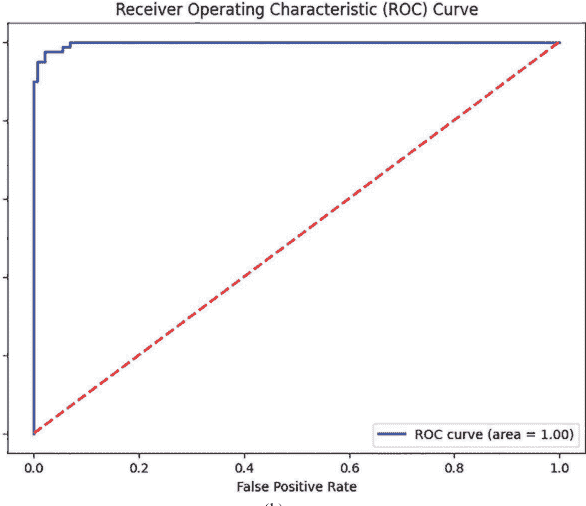 Receiver Operating Characteristic (ROC) Curve
ROC curve (area = 1.00)
0.0 0.2 0.4 0.6 0.8 1.0
False Positive Rate